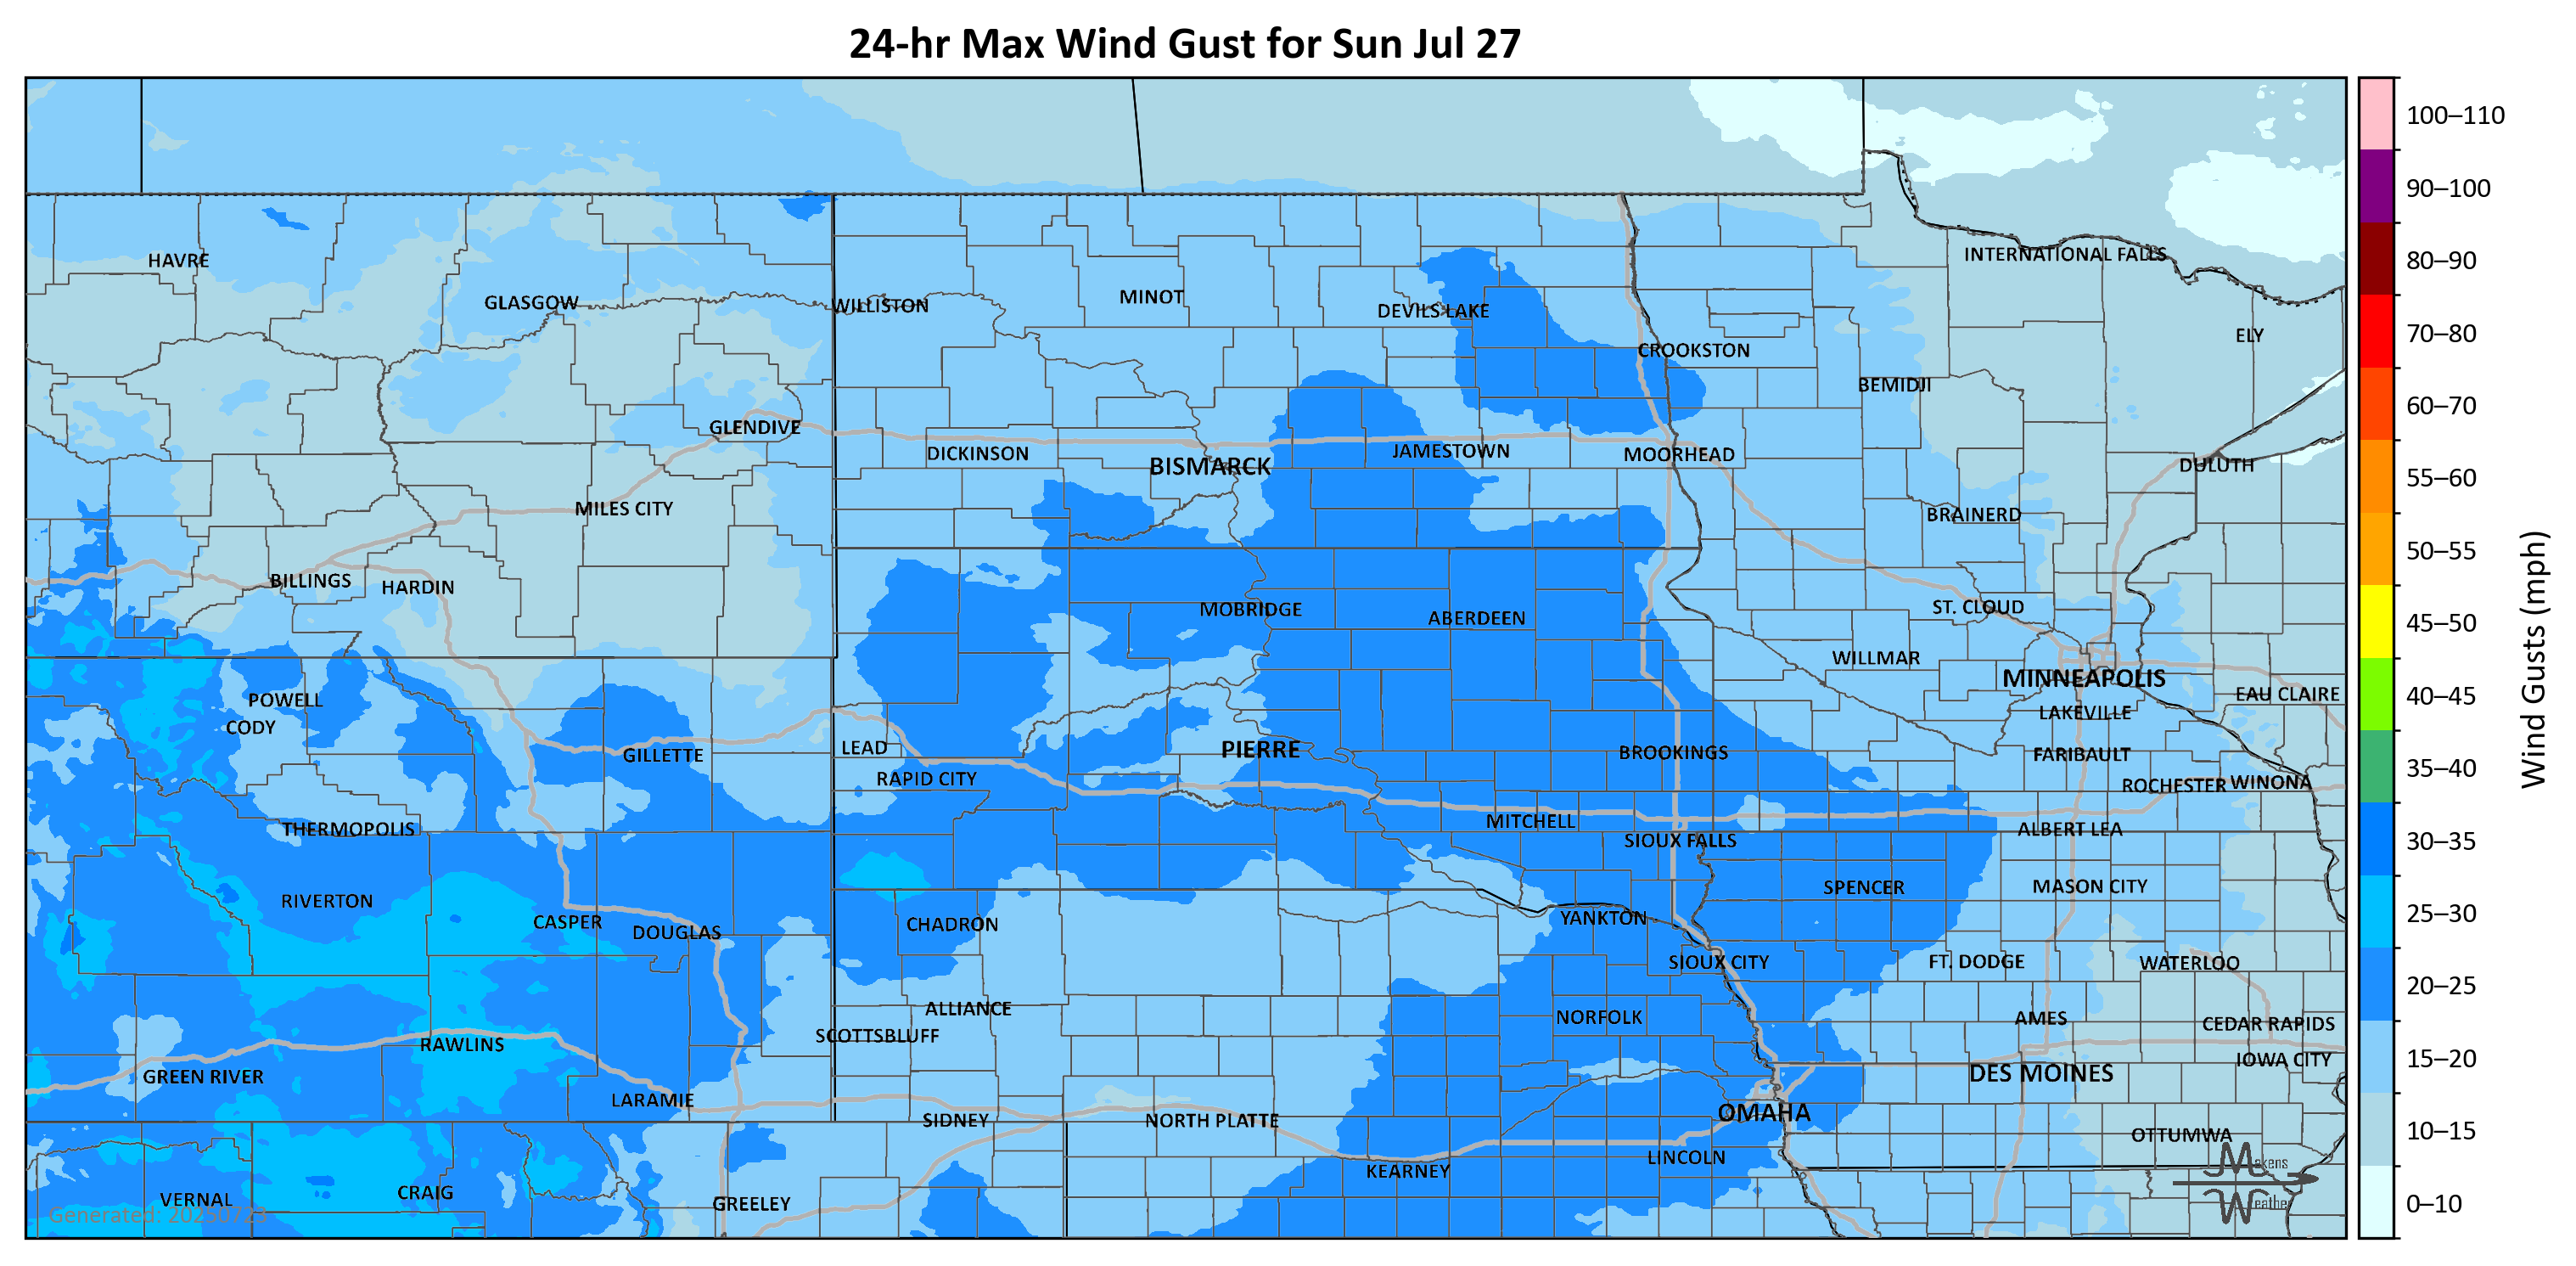 24-hr Max Wind Gust for Sun Jul 27
100–110
90–100
80–90
70–80
60–70
55–60
50–55
45–50
40–45
35–40
30–35
25–30
20–25
15–20
10–15
0–10
Wind Gusts (mph)
HAVRE
INTERNATIONAL FALLS
GLASGOW
WILLISTON
MINOT
DEVILS LAKE
ELY
CROOKSTON
BEMIDJI
GLENDIVE
DICKINSON
BISMARCK
JAMESTOWN
MOORHEAD
DULUTH
MILES CITY
BRAINERD
BILLINGS
HARDIN
MOBRIDGE
ABERDEEN
ST. CLOUD
WILLMAR
MINNEAPOLIS
EAU CLAIRE
POWELL
CODY
LAKEVILLE
GILLETTE
LEAD
PIERRE
BROOKINGS
FARIBAULT
RAPID CITY
ROCHESTER
WINONA
THERMOPOLIS
MITCHELL
SIOUX FALLS
ALBERT LEA
RIVERTON
CASPER
DOUGLAS
CHADRON
YANKTON
SPENCER
MASON CITY
SIOUX CITY
FT. DODGE
WATERLOO
ALLIANCE
SCOTTSBLUFF
NORFOLK
AMES
CEDAR RAPIDS
RAWLINS
GREEN RIVER
IOWA CITY
DES MOINES
LARAMIE
SIDNEY
NORTH PLATTE
OMAHA
OTTUMWA
KEARNEY
LINCOLN
VERNAL
CRAIG
GREELEY
Makens
Weather
Generated: 20250723